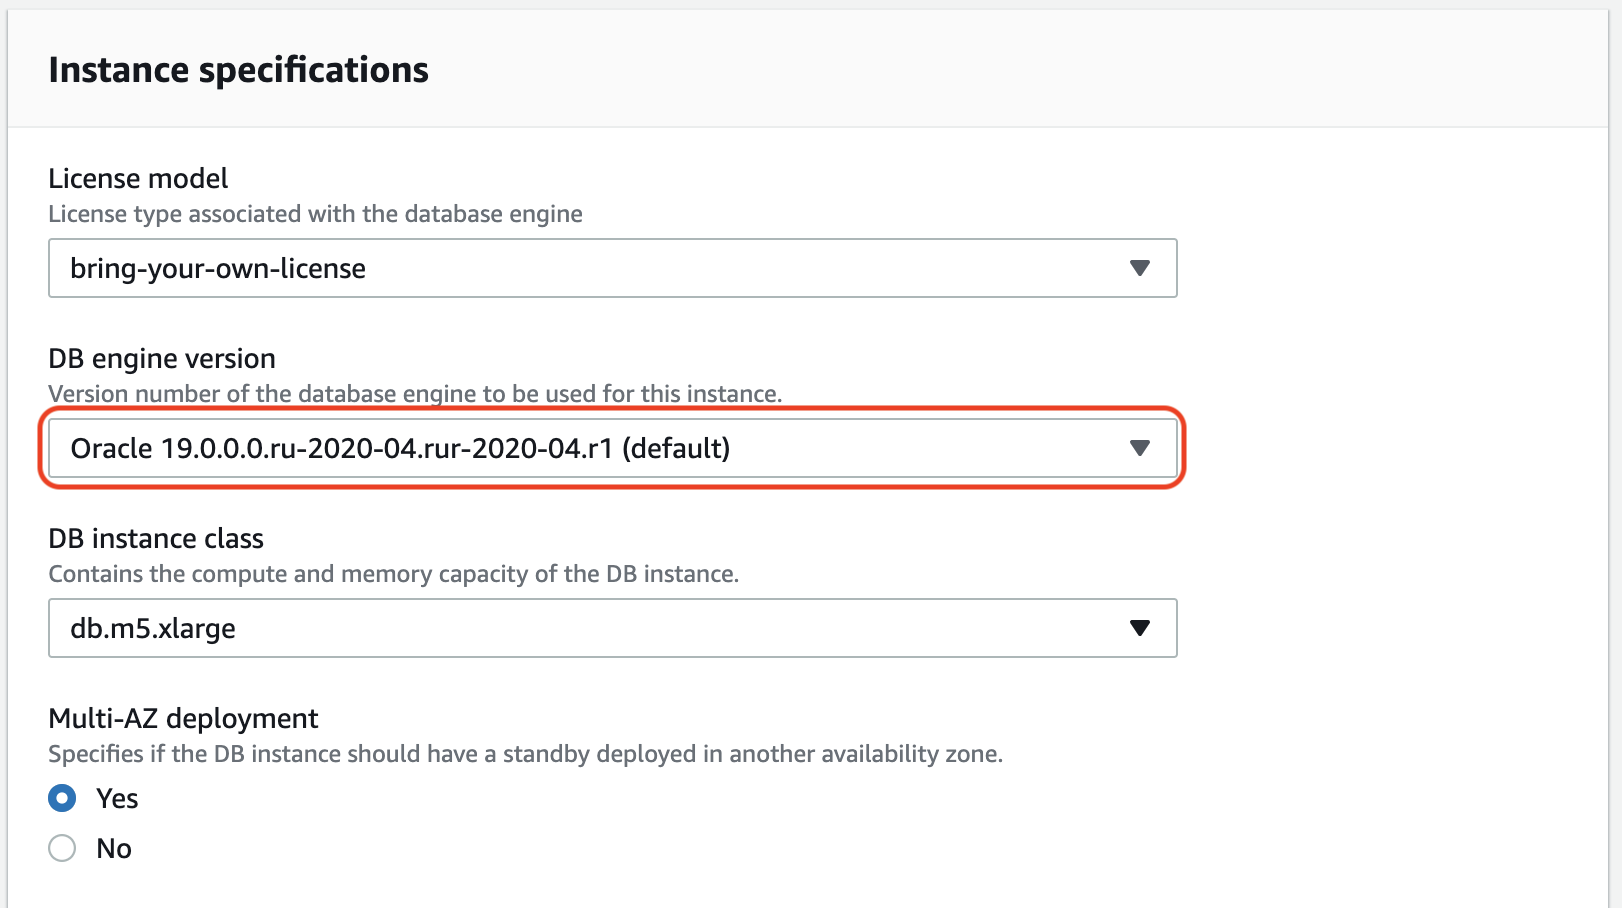 Instance specifications
License model
License type associated with the database engine
bring-your-own-license
DB engine version
Version number of the database engine to be used for this instance.
Oracle 19.0.0.0.ru-2020-04.rur-2020-04.r1 (default)
DB instance class
Contains the compute and memory capacity of the DB instance.
db.m5.xlarge
Multi-AZ deployment
Specifies if the DB instance should have a standby deployed in another availability zone.
Yes
No